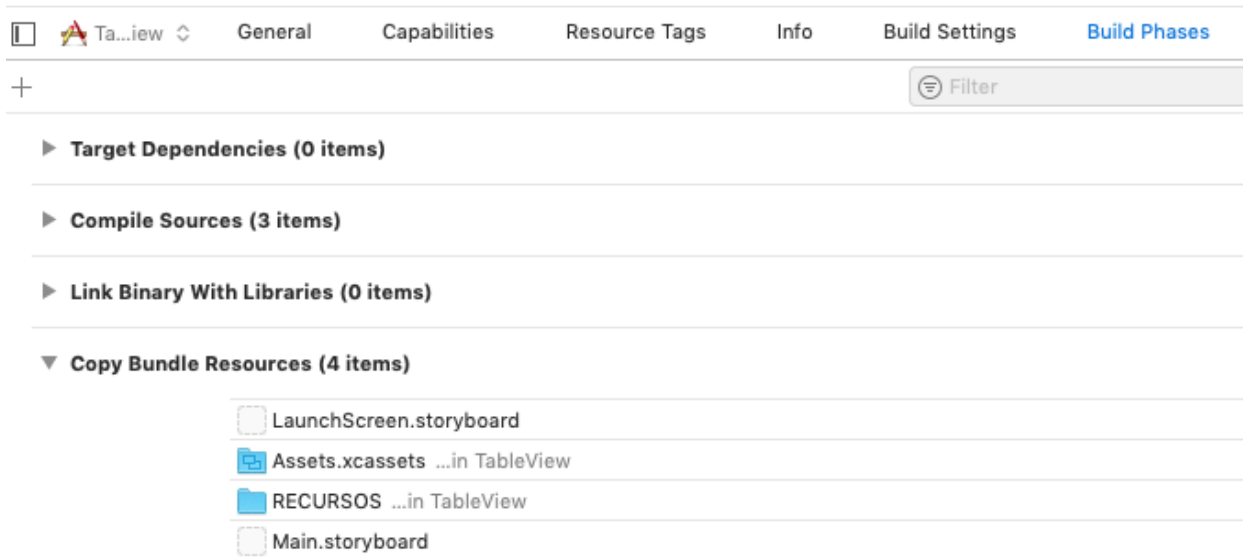 Ta...iew General Capabilities Resource Tags Info Build Settings Build Phases
Filter
Target Dependencies (0 items)
Compile Sources (3 items)
Link Binary With Libraries (0 items)
Copy Bundle Resources (4 items)
LaunchScreen.storyboard
Assets.xcassets ...in TableView
RECURSOS ...in TableView
Main.storyboard